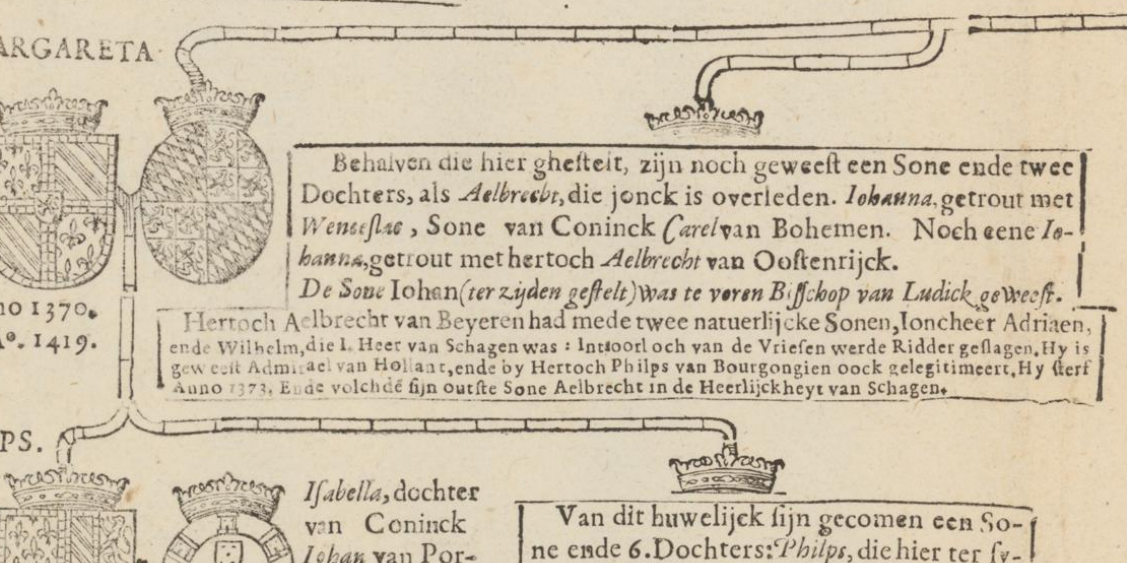 ARGARETA
Behalven die hier ghestelt, zijn noch geweest een Sone ende twee
Dochters, als Aelbrecht, die jonck is overleden. Iohanna, getrout met
Wenceslae, Sone van Coninck Carel van Bohemen. Noch eene Io-
hanna, getrout met hertoch Aelbrecht van Oostenrijck.
De Sone Iohan (ter zijden gestelt) was te voren Bisschop van Ludick geweest.
no 1370.
A°. 1419.
Hertoch Aelbrecht van Beyeren had mede twee natuerlijcke Sonen, Ioncheer Adriaen,
ende Wilhelm, die I. Heer van Schagen was : Int oorloch van de Vriesen werde Ridder geslagen. Hy is
geweest Admirael van Hollant, ende by Hertoch Philps van Bourgongien oock gelegitimeert. Hy sterf
Anno 1373. Ende volchdē sijn outste Sone Aelbrecht in de Heerlijckheyt van Schagen.
PS.
Isabella, dochter
van Coninck
Iohan van Por-
Van dit huwelijck sijn gecomen een So-
ne ende 6. Dochters: Philps, die hier ter sy-